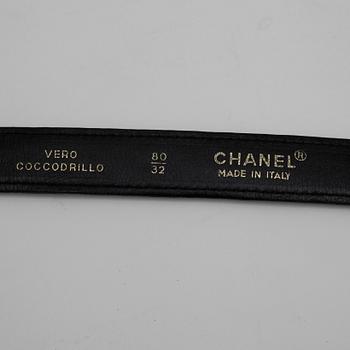 VERO
COCCODRILLO
80
32
CHANEL®
MADE IN ITALY